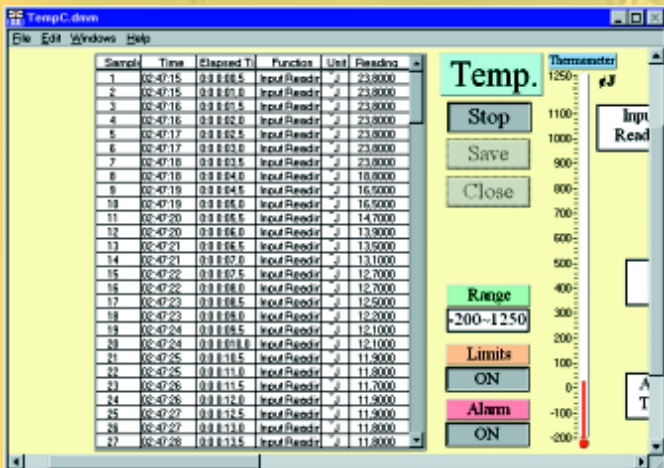 TempC.dmm
File Edit Windows Help
Sample Time Elapsed Ti Function Unit Reading
1 02:47:15 0:0:0:00,5 Input Readin 23,8000
2 02:47:15 0:0:0:01,0 Input Readin 23,8000
3 02:47:16 0:0:0:01,5 Input Readin 23,8000
4 02:47:16 0:0:0:02,0 Input Readin 23,8000
5 02:47:17 0:0:0:02,5 Input Readin 23,8000
6 02:47:17 0:0:0:03,0 Input Readin 23,8000
7 02:47:18 0:0:0:03,5 Input Readin 23,8000
8 02:47:18 0:0:0:04,0 Input Readin 18,8000
9 02:47:19 0:0:0:04,5 Input Readin 16,5000
10 02:47:19 0:0:0:05,0 Input Readin 16,5000
11 02:47:20 0:0:0:05,5 Input Readin 14,7000
12 02:47:20 0:0:0:06,0 Input Readin 13,9000
13 02:47:21 0:0:0:06,5 Input Readin 13,5000
14 02:47:21 0:0:0:07,0 Input Readin 13,1000
15 02:47:22 0:0:0:07,5 Input Readin 12,7000
16 02:47:22 0:0:0:08,0 Input Readin 12,7000
17 02:47:23 0:0:0:08,5 Input Readin 12,5000
18 02:47:23 0:0:0:09,0 Input Readin 12,2000
19 02:47:24 0:0:0:09,5 Input Readin 12,1000
20 02:47:24 0:0:0:010,0 Input Readin 12,1000
21 02:47:25 0:0:0:10,5 Input Readin 11,9000
22 02:47:25 0:0:0:11,0 Input Readin 11,8000
23 02:47:26 0:0:0:11,5 Input Readin 11,7000
24 02:47:26 0:0:0:12,0 Input Readin 11,9000
25 02:47:27 0:0:0:12,5 Input Readin 11,9000
26 02:47:27 0:0:0:13,0 Input Readin 11,8000
27 02:47:28 0:0:0:13,5 Input Readin 11,8000
Temp.
Stop
Save
Close
Range
-200~1250
Limits
ON
Alarm
ON
Thermometer
¢J
1250
1100
1000
900
800
700
600
500
400
300
200
100
0
-100
-200
Inpu
Read
A
T